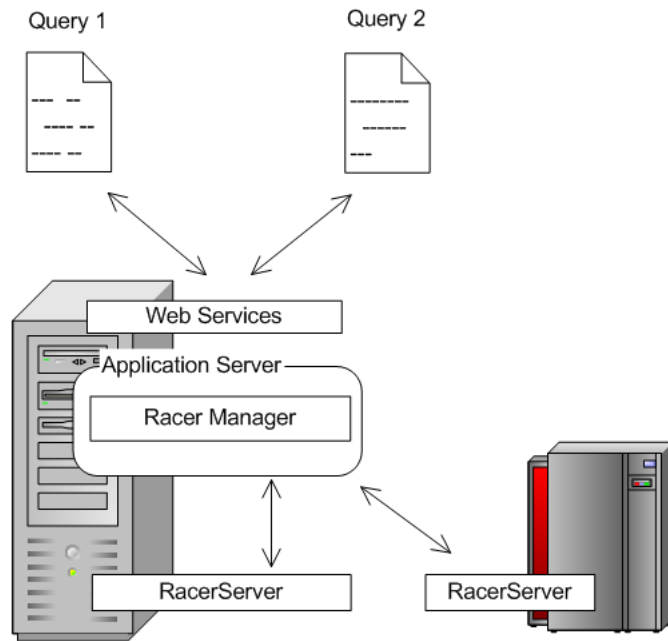 Query 1
Query 2
Web Services
Application Server
Racer Manager
RacerServer
RacerServer